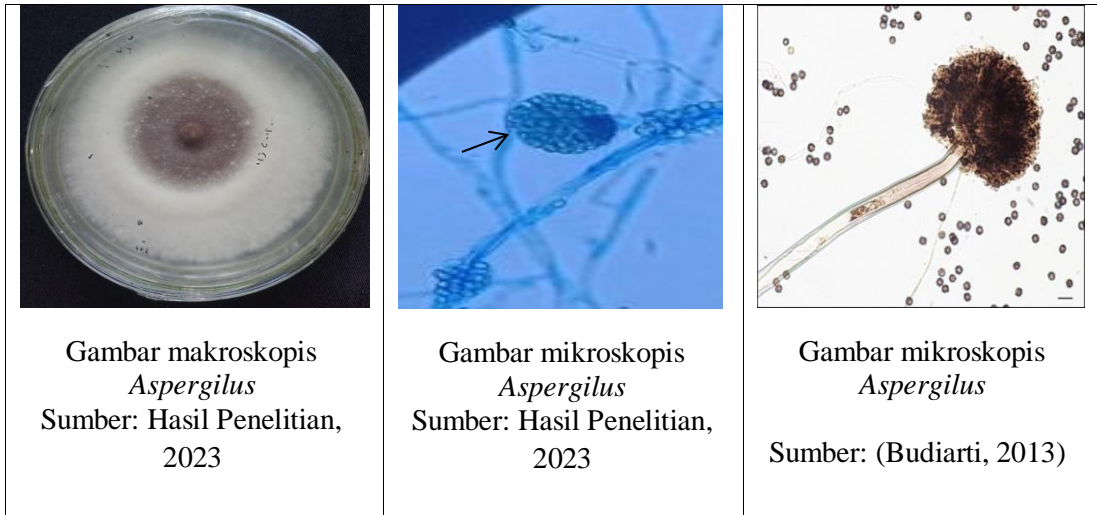 Gambar makroskopis
Aspergilus
Sumber: Hasil Penelitian,
2023
Gambar mikroskopis
Aspergilus
Sumber: Hasil Penelitian,
2023
Gambar mikroskopis
Aspergilus
Sumber: (Budiarti, 2013)